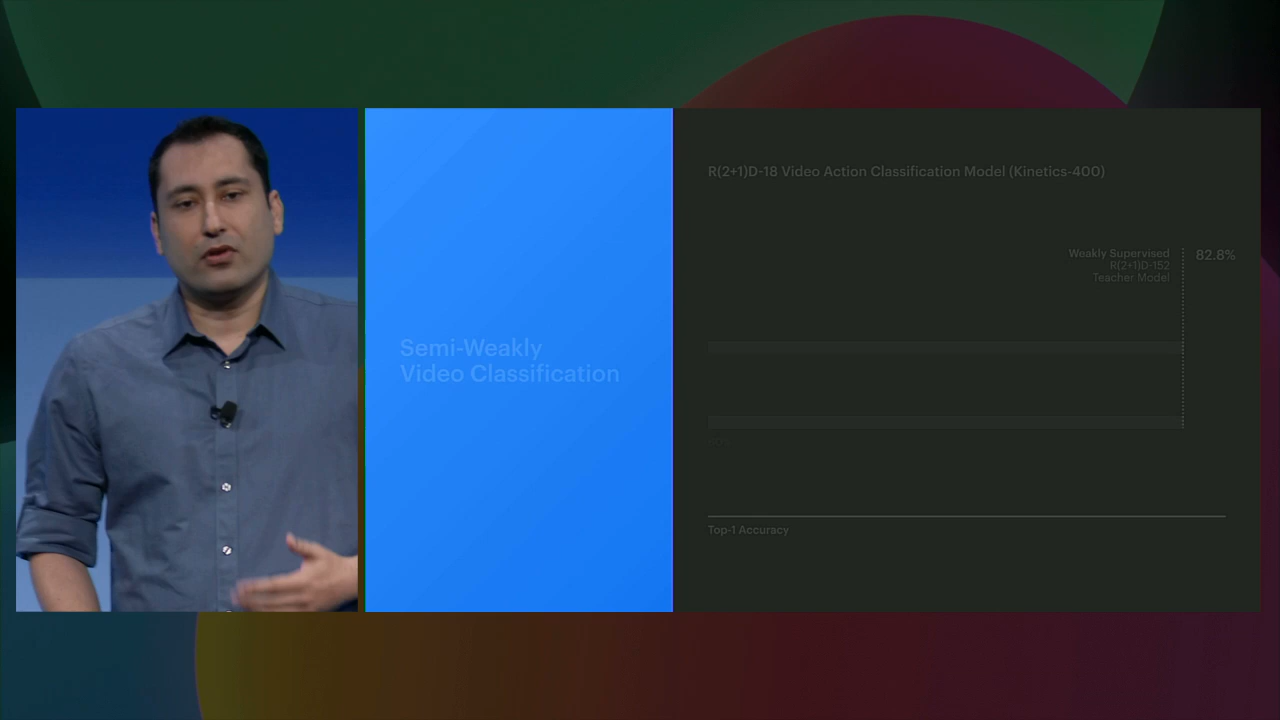 Semi-Weakly
Video Classification
R(2+1)D-18 Video Action Classification Model (Kinetics-400)
Weakly Supervised
R(2+1)D-152
Teacher Model
82.8%
Top-1 Accuracy